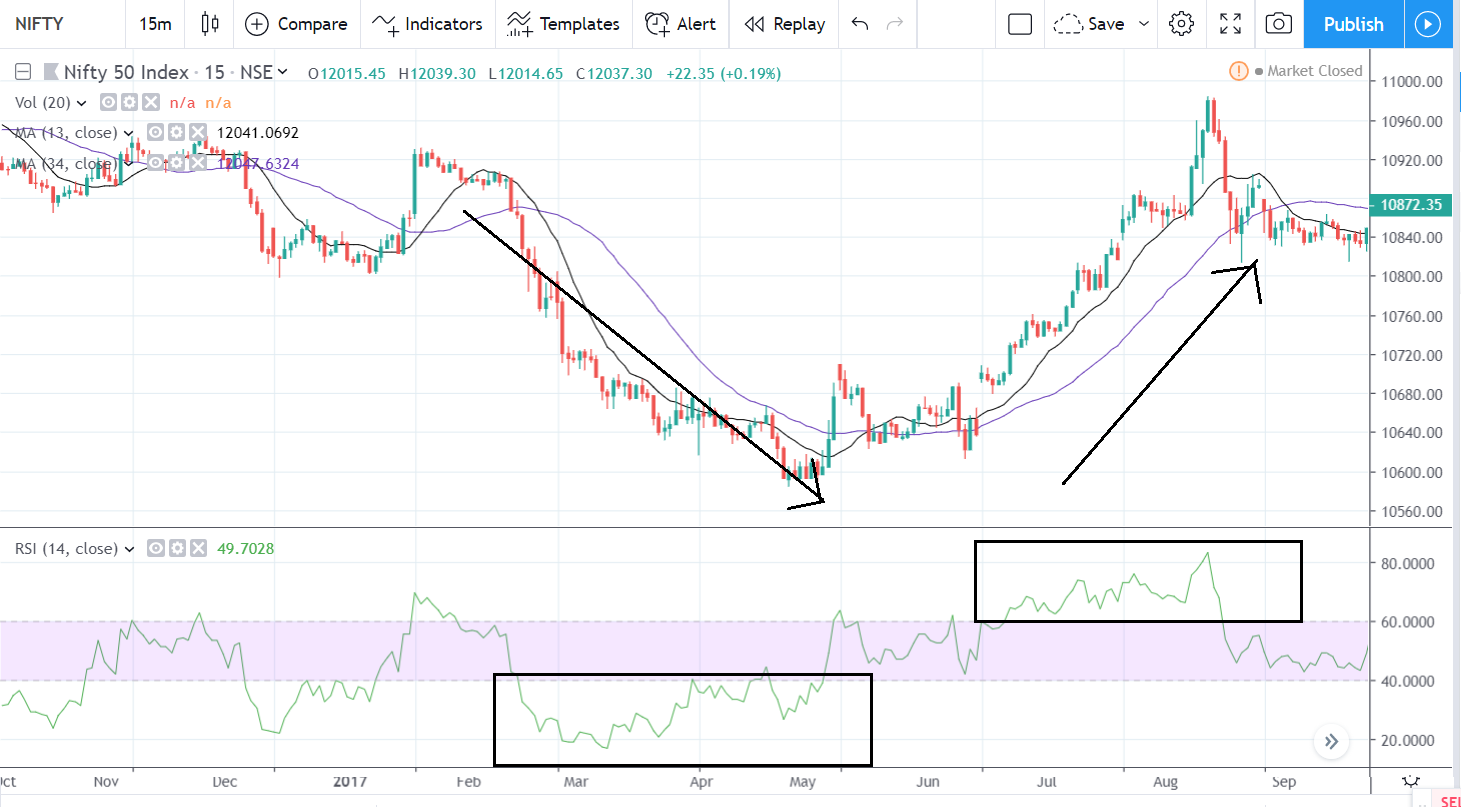 NIFTY 15m Compare Indicators Templates Alert Replay Save Publish
Nifty 50 Index · 15 · NSE O12015.45 H12039.30 L12014.65 C12037.30 +22.35 (+0.19%) Market Closed
Vol (20) n/a n/a
MA (13, close) 12041.0692
MA (34, close) 12047.6324
11000.00
10960.00
10920.00
10872.35
10840.00
10800.00
10760.00
10720.00
10680.00
10640.00
10600.00
10560.00
RSI (14, close) 49.7028
80.0000
60.0000
40.0000
20.0000
Oct Nov Dec 2017 Feb Mar Apr May Jun Jul Aug Sep
SEL